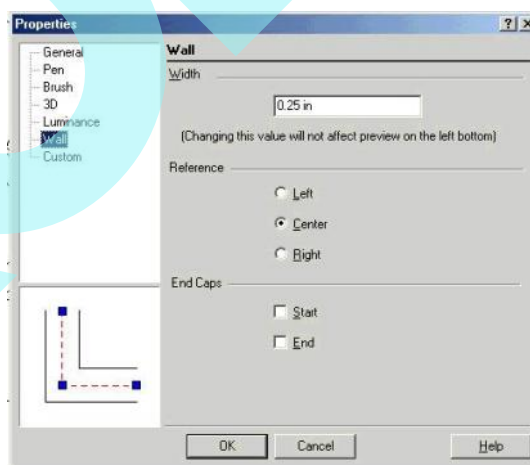 Properties
General
Pen
Brush
3D
Luminance
Wall
Custom
Wall
Width
0.25 in
(Changing this value will not affect preview on the left bottom)
Reference
Left
Center
Right
End Caps
Start
End
OK Cancel Help